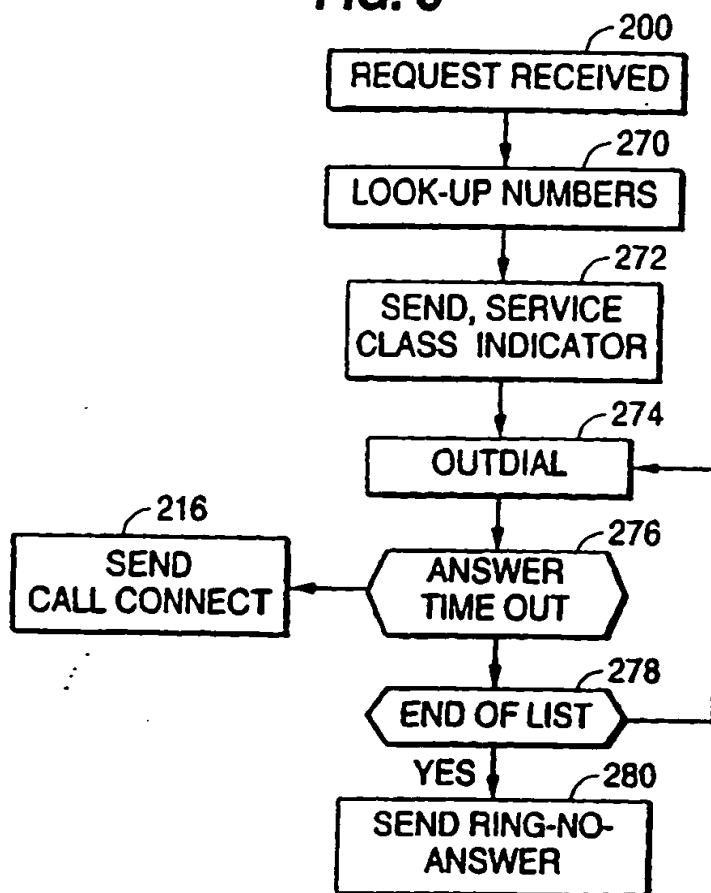 200
REQUEST RECEIVED
270
LOOK-UP NUMBERS
272
SEND, SERVICE
CLASS INDICATOR
274
OUTDIAL
216
SEND
CALL CONNECT
276
ANSWER
TIME OUT
278
END OF LIST
YES
280
SEND RING-NO-
ANSWER